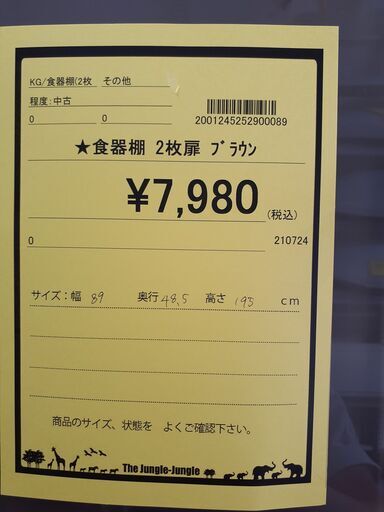 KG/食器棚(2枚 その他
程度:中古
0 0
2001245252900089
★食器棚 2枚扉 ﾌﾞﾗｳﾝ
¥7,980 (税込)
0 210724
サイズ:幅 89 奥行 48,5 高さ 195 cm
商品のサイズ、状態を よくご確認下さい。
The Jungle-Jungle